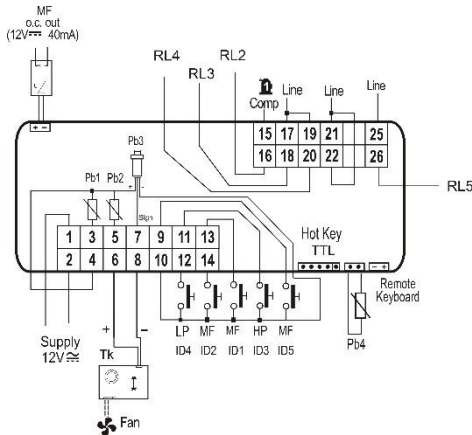 MF
o.c. out
(12V⎓ 40mA)
RL4
RL3
RL2
1
Comp
Line
Line
Line
15 17 19 21 25
16 18 20 22 26
RL5
+ -
Pb3
+ -
Pb1
Pb2
Sign
1 3 5 7 9 11 13
2 4 6 8 10 12 14
Hot Key
TTL
- +
Remote
Keyboard
Pb4
LP MF MF HP MF
ID4 ID2 ID1 ID3 ID5
Supply
12V≂
+ −
Tk
Fan